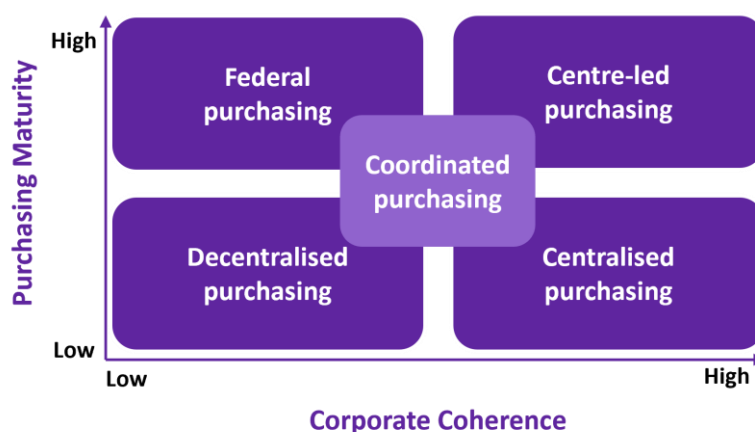 High
Purchasing Maturity
Federal
purchasing
Centre-led
purchasing
Coordinated
purchasing
Decentralised
purchasing
Centralised
purchasing
Low
Low
High
Corporate Coherence